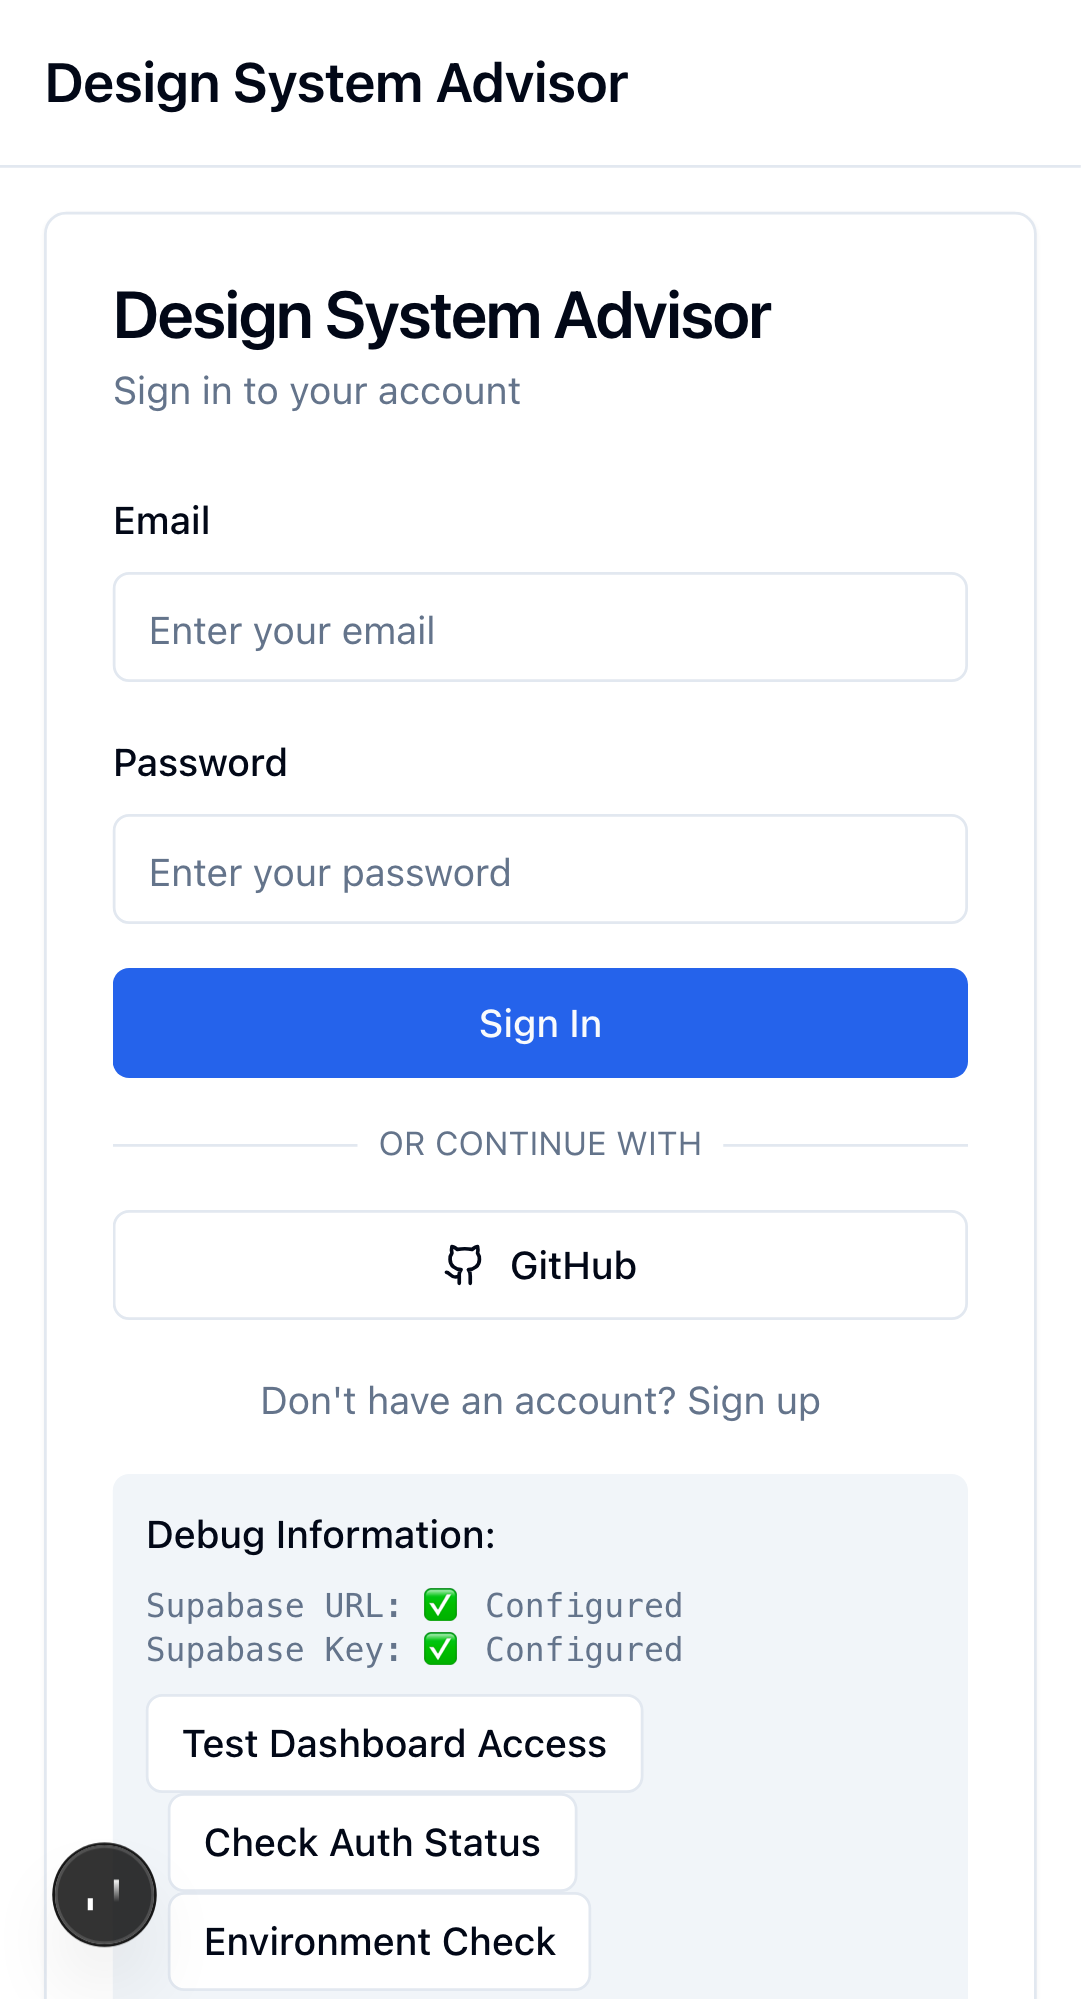 Design System Advisor
Design System Advisor
Sign in to your account
Email
Enter your email
Password
Enter your password
Sign In
OR CONTINUE WITH
GitHub
Don't have an account? Sign up
Debug Information:
Supabase URL: ✅ Configured
Supabase Key: ✅ Configured
Test Dashboard Access
Check Auth Status
Environment Check